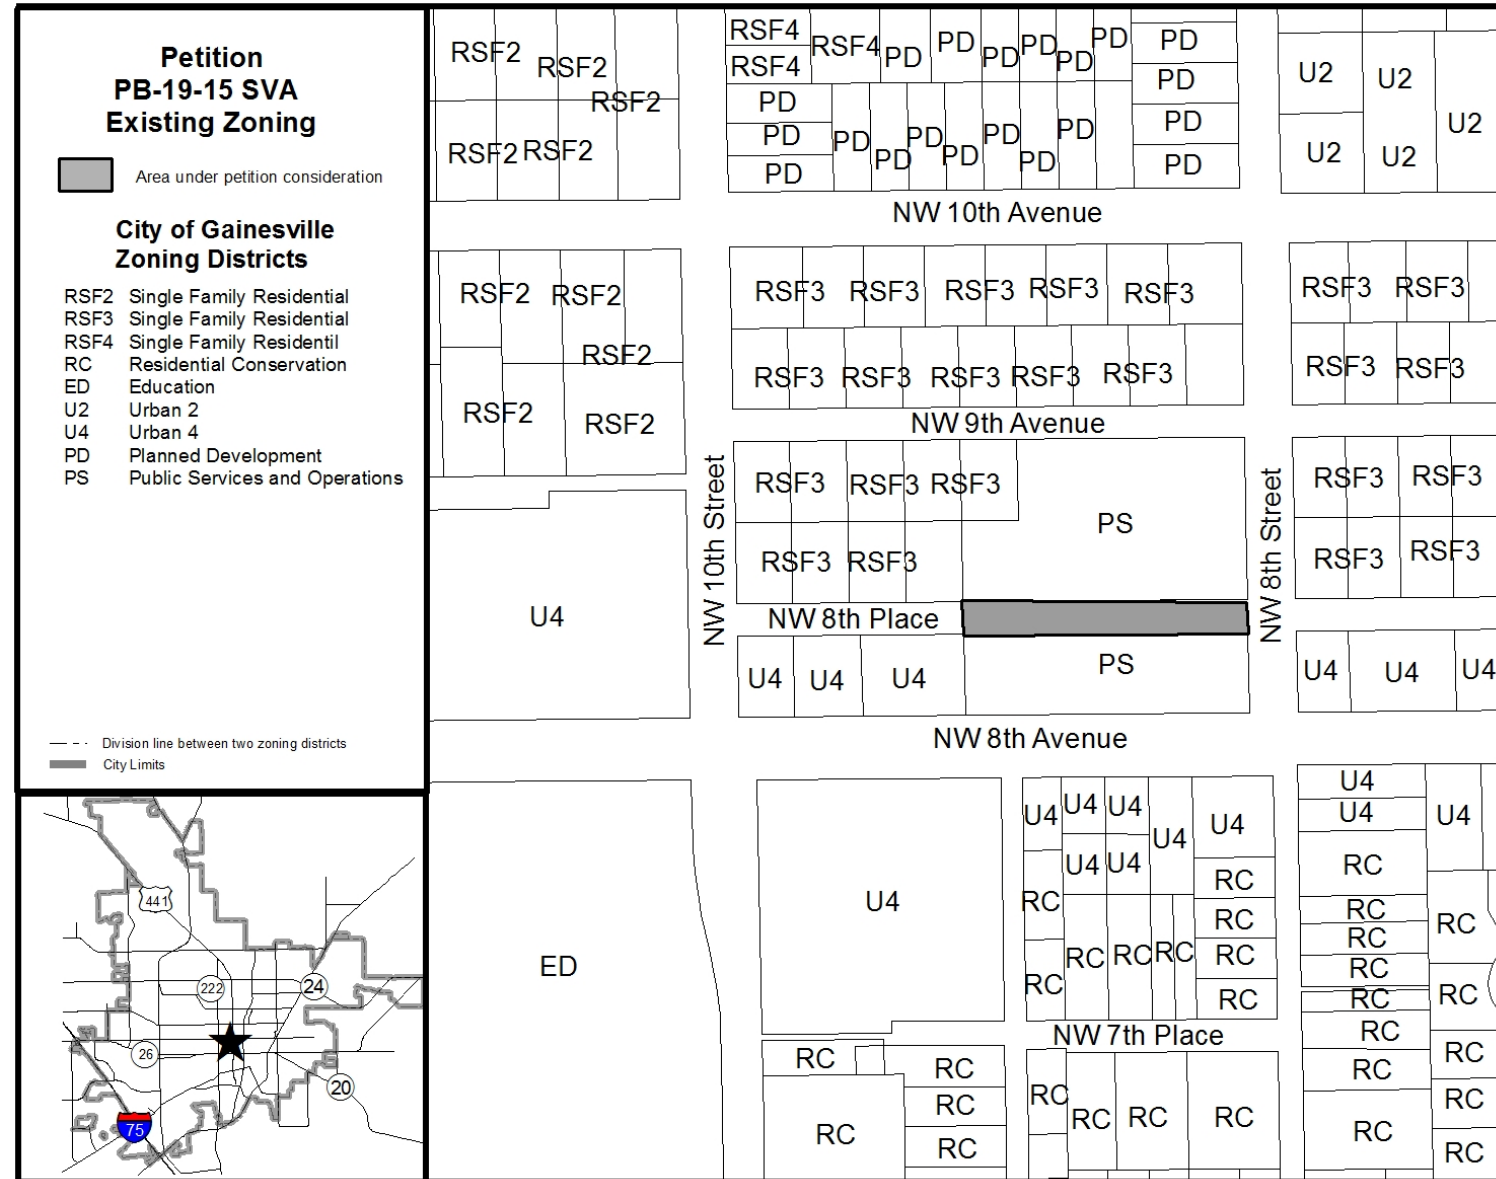 Petition
PB-19-15 SVA
Existing Zoning
Area under petition consideration
City of Gainesville
Zoning Districts
RSF2 Single Family Residential
RSF3 Single Family Residential
RSF4 Single Family Residentil
RC Residential Conservation
ED Education
U2 Urban 2
U4 Urban 4
PD Planned Development
PS Public Services and Operations
Division line between two zoning districts
City Limits
441
222
24
26
20
75
RSF2 RSF2 RSF2
RSF2 RSF2
RSF4 RSF4 PD PD PD PD PD PD PD
RSF4 PD
PD PD PD PD PD PD PD PD PD
PD PD
PD PD
U2 U2 U2
U2 U2
NW 10th Avenue
RSF2 RSF2
RSF2
RSF2 RSF2
RSF3 RSF3 RSF3 RSF3 RSF3 RSF3 RSF3
RSF3 RSF3 RSF3 RSF3 RSF3 RSF3 RSF3
NW 9th Avenue
NW 10th Street
RSF3 RSF3 RSF3 PS RSF3 RSF3
RSF3 RSF3 RSF3 RSF3
NW 8th Street
U4
NW 8th Place
U4 U4 U4 PS U4 U4 U4
NW 8th Avenue
ED
U4
U4 U4 U4 U4 U4
U4 U4
RC RC
RC RC RC RC RC RC
RC
RC
U4 U4
U4
RC
RC RC
RC
RC
RC RC
RC
RC
RC
RC
RC
RC
NW 7th Place
RC RC
RC RC
RC
RC RC RC RC